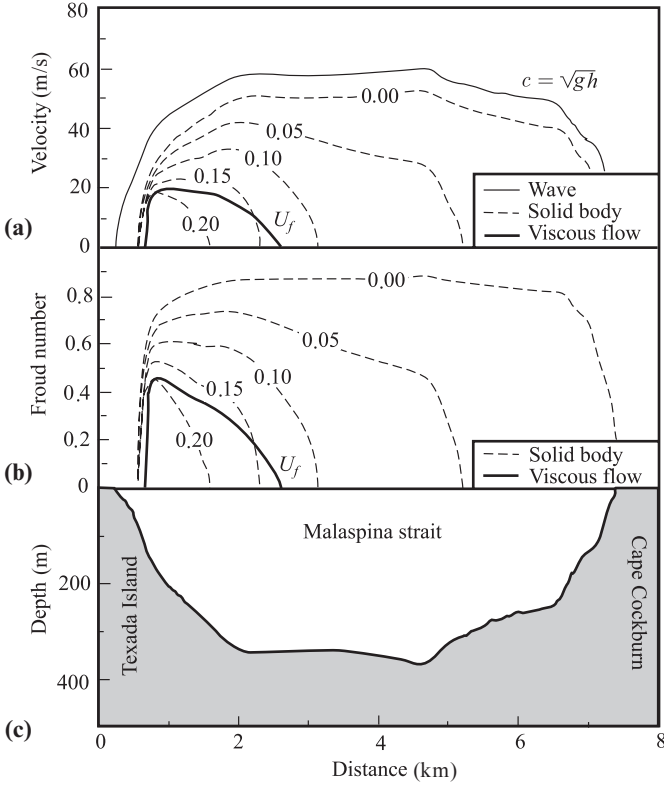 80
60
40
20
0
Velocity (m/s)
(a)
c = √gh
0.00
0.05
0.10
0.15
0.20
U_f
Wave
Solid body
Viscous flow
0.8
0.6
0.4
0.2
0
Froud number
(b)
0.00
0.05
0.10
0.15
0.20
U_f
Solid body
Viscous flow
200
400
Depth (m)
(c)
Texada Island
Malaspina strait
Cape Cockburn
0 2 4 6 8
Distance (km)